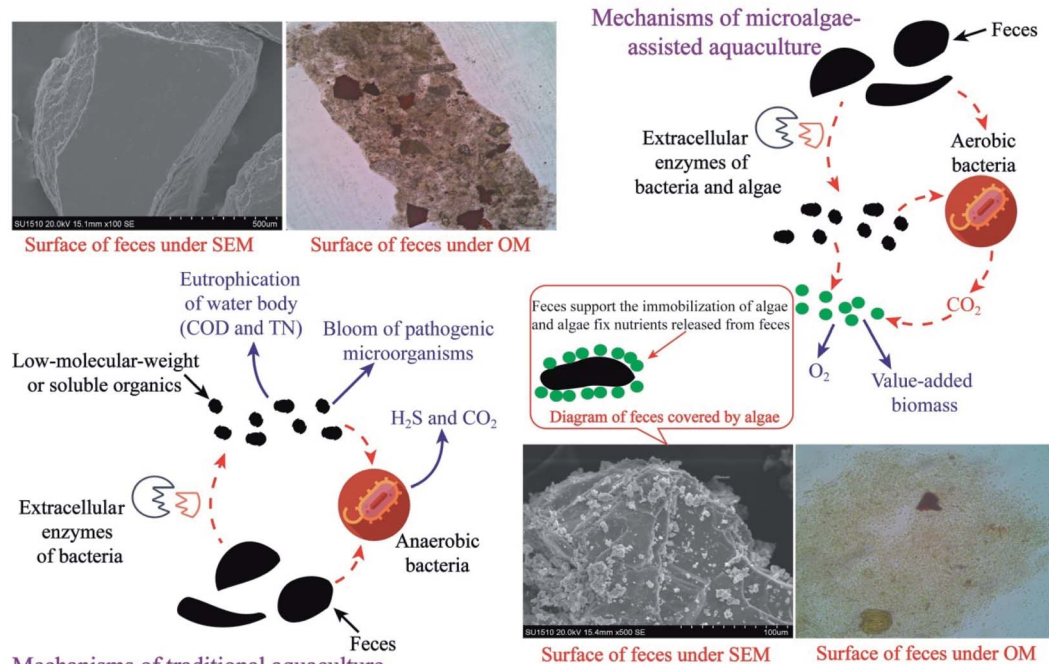 SU1510 20.0kV 15.1mm x100 SE
500um
Surface of feces under SEM
Surface of feces under OM
Eutrophication
of water body
(COD and TN)
Bloom of pathogenic
microorganisms
Low-molecular-weight
or soluble organics
H₂S and CO₂
Extracellular
enzymes
of bacteria
Anaerobic
bacteria
Feces
Mechanisms of traditional aquaculture
Mechanisms of microalgae-
assisted aquaculture
Feces
Extracellular
enzymes of
bacteria and algae
Aerobic
bacteria
CO₂
O₂
Value-added
biomass
Feces support the immobilization of algae
and algae fix nutrients released from feces
Diagram of feces covered by algae
SU1510 20.0kV 15.4mm x500 SE
100um
Surface of feces under SEM
Surface of feces under OM